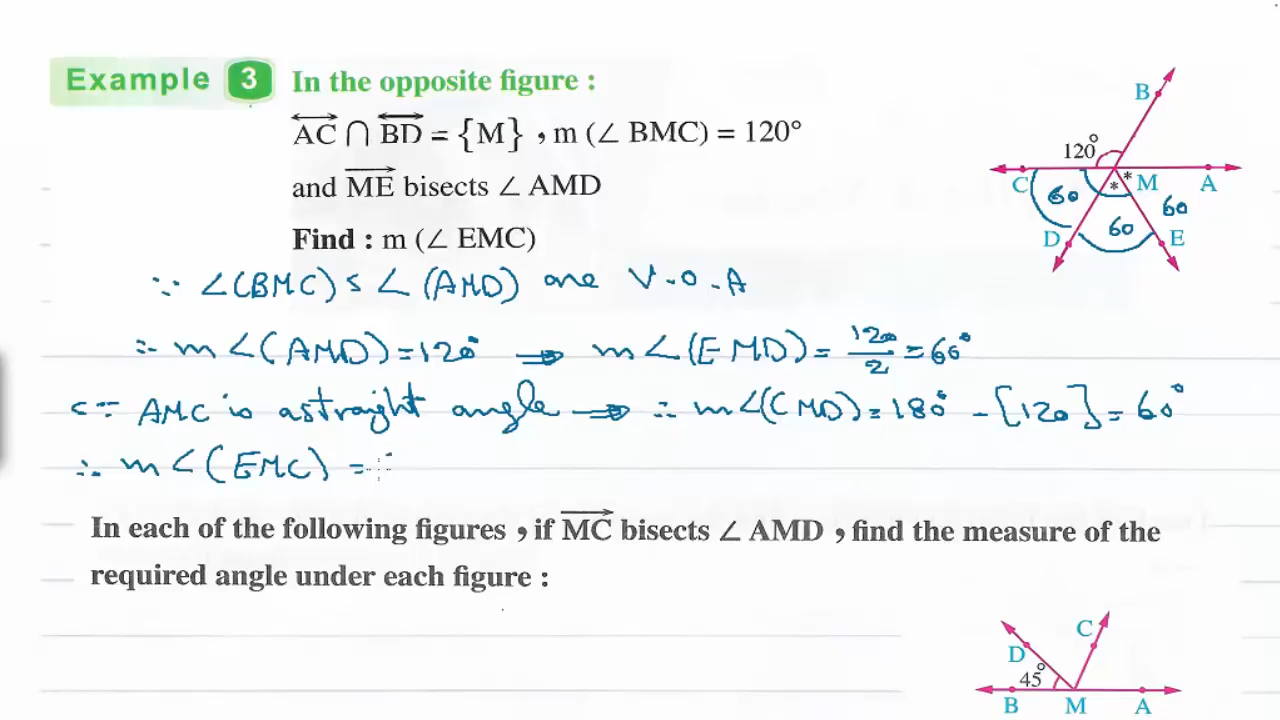 Example 3 In the opposite figure :
AC ∩ BD = {M} , m (∠ BMC) = 120°
and ME bisects ∠ AMD
Find : m (∠ EMC)
B
120°
C
M
A
60
60
60
D
E
∵ ∠(BMC) & ∠(AMD) are V.O.A
∴ m∠(AMD) = 120° ⇒ m∠(EMD) = 120/2 = 60°
∵ AMC is a straight angle ⇒ ∴ m∠(CMD) = 180° - [120] = 60°
∴ m∠(EMC) =
In each of the following figures , if MC bisects ∠ AMD , find the measure of the
required angle under each figure :
C
D
45°
B
M
A